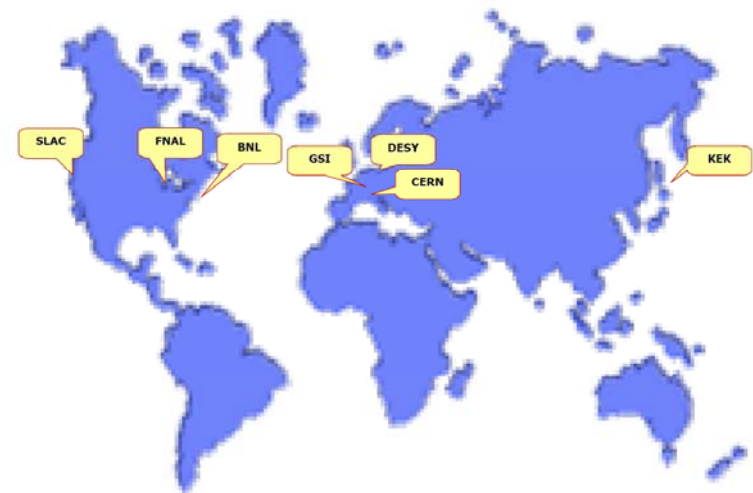 SLAC
FNAL
BNL
GSI
DESY
CERN
KEK